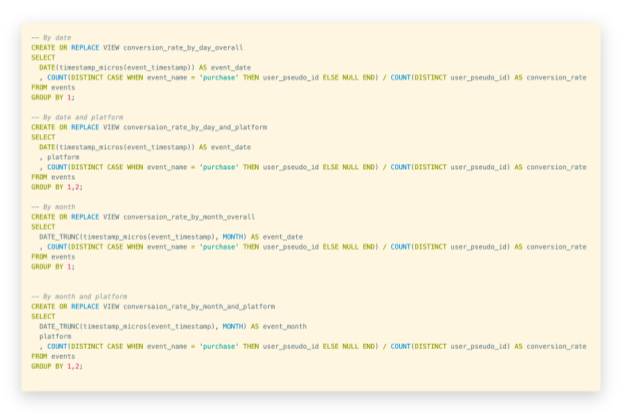 -- By date
CREATE OR REPLACE VIEW conversion_rate_by_day_overall
SELECT
DATE(timestamp_micros(event_timestamp)) AS event_date
, COUNT(DISTINCT CASE WHEN event_name = 'purchase' THEN user_pseudo_id ELSE NULL END) / COUNT(DISTINCT user_pseudo_id) AS conversion_rate
FROM events
GROUP BY 1;
-- By date and platform
CREATE OR REPLACE VIEW conversaion_rate_by_day_and_platform
SELECT
DATE(timestamp_micros(event_timestamp)) AS event_date
, platform
, COUNT(DISTINCT CASE WHEN event_name = 'purchase' THEN user_pseudo_id ELSE NULL END) / COUNT(DISTINCT user_pseudo_id) AS conversion_rate
FROM events
GROUP BY 1,2;
-- By month
CREATE OR REPLACE VIEW conversaion_rate_by_month_overall
SELECT
DATE_TRUNC(timestamp_micros(event_timestamp), MONTH) AS event_date
, COUNT(DISTINCT CASE WHEN event_name = 'purchase' THEN user_pseudo_id ELSE NULL END) / COUNT(DISTINCT user_pseudo_id) AS conversion_rate
FROM events
GROUP BY 1;
-- By month and platform
CREATE OR REPLACE VIEW conversaion_rate_by_month_and_platform
SELECT
DATE_TRUNC(timestamp_micros(event_timestamp), MONTH) AS event_month
platform
, COUNT(DISTINCT CASE WHEN event_name = 'purchase' THEN user_pseudo_id ELSE NULL END) / COUNT(DISTINCT user_pseudo_id) AS conversion_rate
FROM events
GROUP BY 1,2;